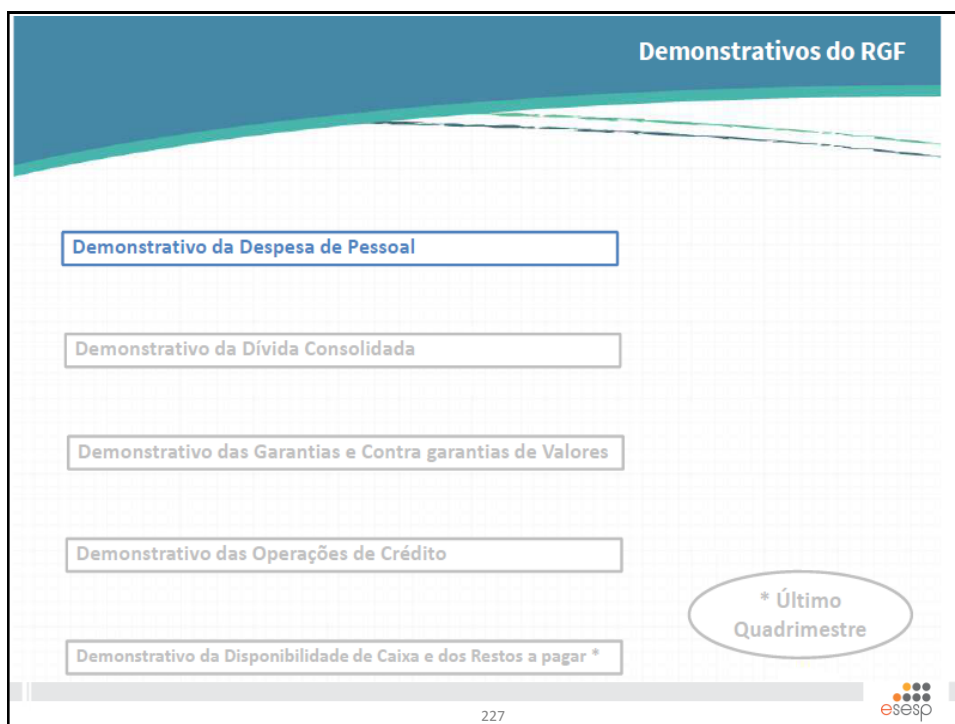 Demonstrativos do RGF
Demonstrativo da Despesa de Pessoal
Demonstrativo da Dívida Consolidada
Demonstrativo das Garantias e Contra garantias de Valores
Demonstrativo das Operações de Crédito
* Último
Quadrimestre
Demonstrativo da Disponibilidade de Caixa e dos Restos a pagar *
227
esesp